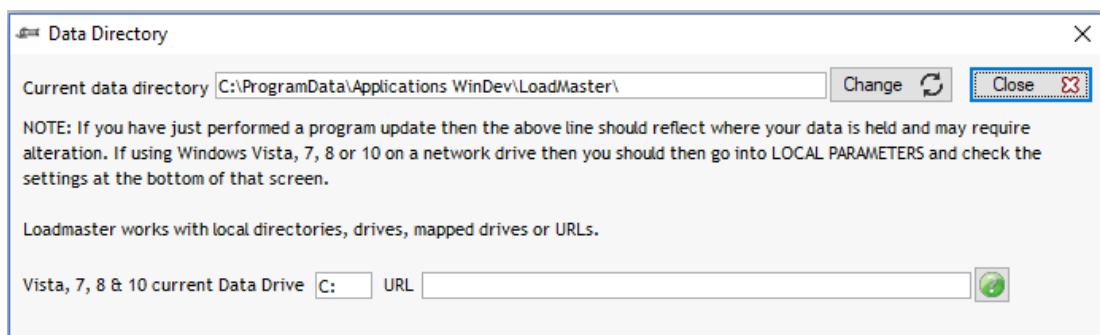 Data Directory
Current data directory C:\ProgramData\Applications WinDev\LoadMaster\ Change Close
NOTE: If you have just performed a program update then the above line should reflect where your data is held and may require
alteration. If using Windows Vista, 7, 8 or 10 on a network drive then you should then go into LOCAL PARAMETERS and check the
settings at the bottom of that screen.
Loadmaster works with local directories, drives, mapped drives or URLs.
Vista, 7, 8 & 10 current Data Drive C: URL ?